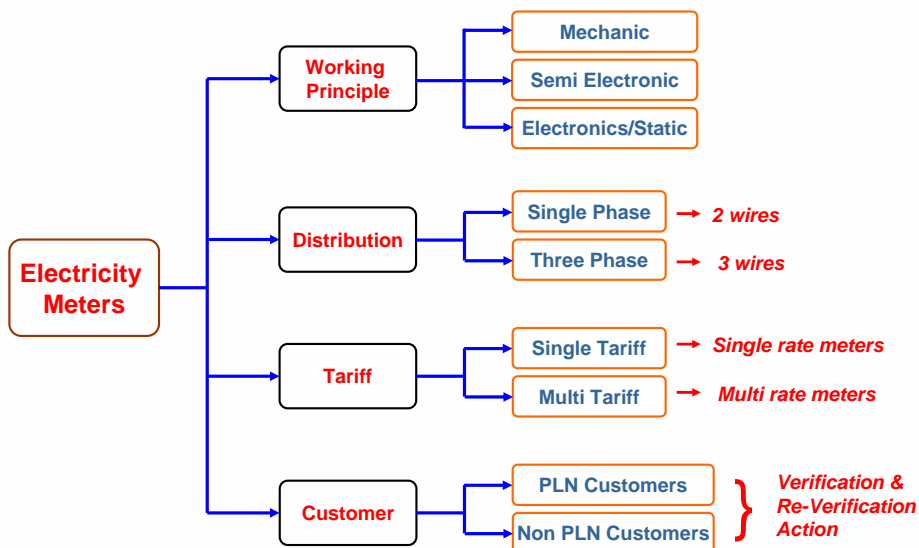 Electricity
Meters
Working
Principle
Mechanic
Semi Electronic
Electronics/Static
Distribution
Single Phase
2 wires
Three Phase
3 wires
Tariff
Single Tariff
Single rate meters
Multi Tariff
Multi rate meters
Customer
PLN Customers
Non PLN Customers
Verification &
Re-Verification
Action